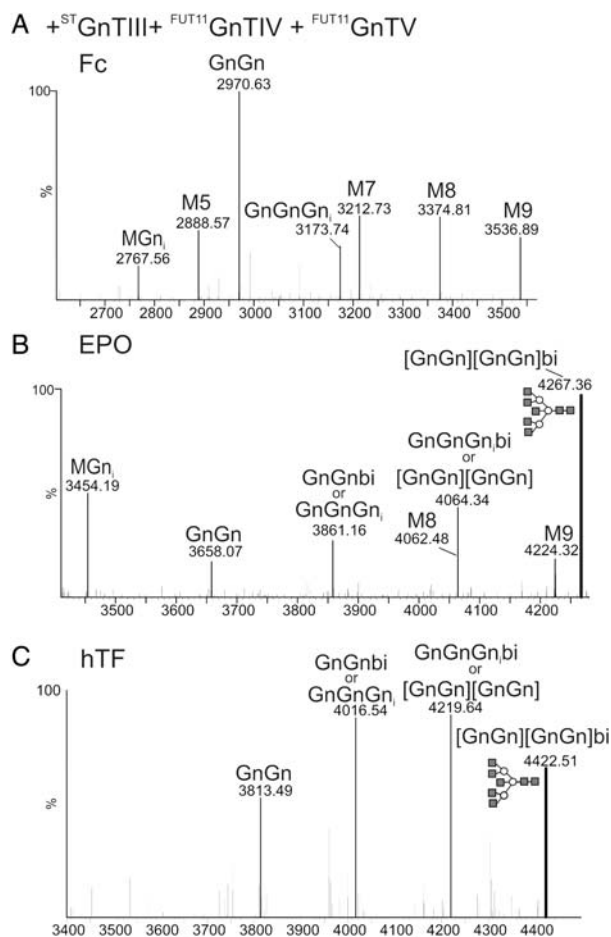 A +STGnTIII+ FUT11GnTIV + FUT11GnTV
Fc
GnGn
2970.63
100
%
MGni
2767.56
M5
2888.57
GnGnGni
3173.74
M7
3212.73
M8
3374.81
M9
3536.89
2700 2800 2900 3000 3100 3200 3300 3400 3500
B EPO
[GnGn][GnGn]bi
4267.36
100
%
MGni
3454.19
GnGn
3658.07
GnGnbi
or
GnGnGni
3861.16
GnGnGnibi
or
[GnGn][GnGn]
4064.34
M8
4062.48
M9
4224.32
3500 3600 3700 3800 3900 4000 4100 4200
C hTF
100
%
GnGn
3813.49
GnGnbi
or
GnGnGni
4016.54
GnGnGnibi
or
[GnGn][GnGn]
4219.64
[GnGn][GnGn]bi
4422.51
3400 3500 3600 3700 3800 3900 4000 4100 4200 4300 4400